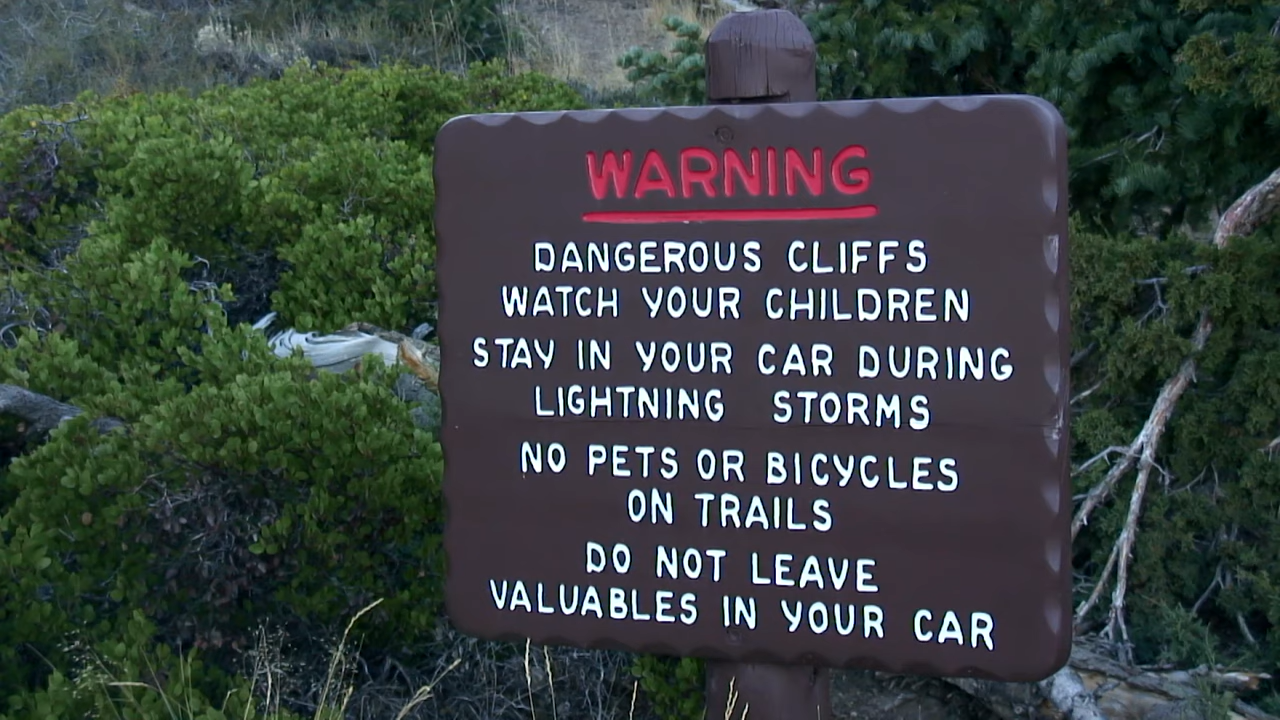 WARNING
DANGEROUS CLIFFS
WATCH YOUR CHILDREN
STAY IN YOUR CAR DURING
LIGHTNING STORMS
NO PETS OR BICYCLES
ON TRAILS
DO NOT LEAVE
VALUABLES IN YOUR CAR